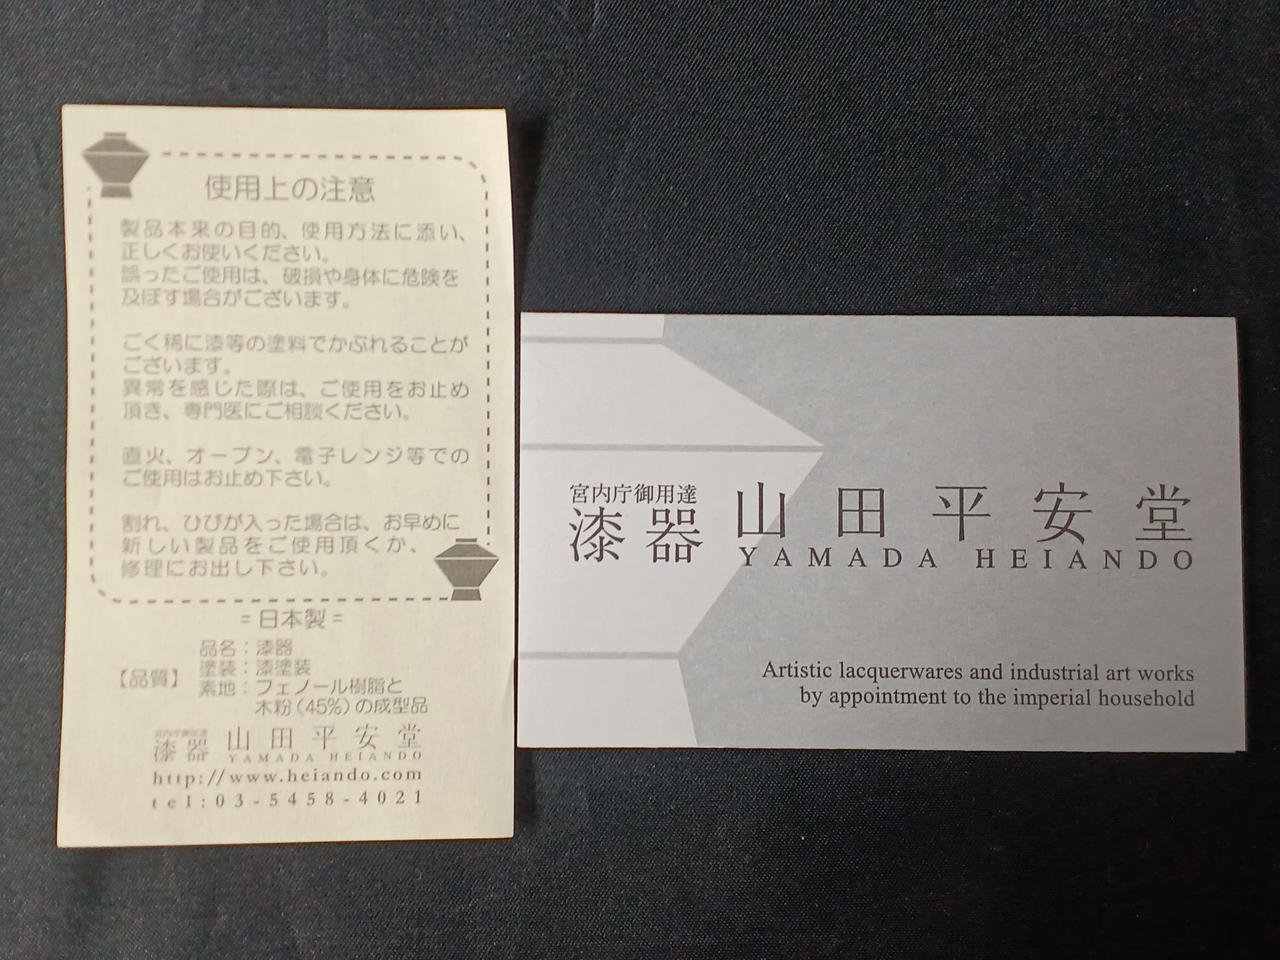 使用上の注意
製品本来の目的、使用方法に添い、
正しくお使いください。
誤ったご使用は、破損や身体に危険を
及ぼす場合がございます。
ごく稀に漆等の塗料でかぶれることが
ございます。
異常を感じた際は、ご使用をお止め
頂き、専門医にご相談ください。
直火、オーブン、電子レンジ等での
ご使用はお止め下さい。
割れ、ひびが入った場合は、お早めに
新しい製品をご使用頂くか、
修理にお出し下さい。
=日本製=
【品質】
品名：漆器
塗装：漆塗装
素地：フェノール樹脂と
木粉（45%）の成型品
宮内庁御用達
漆器 山田平安堂
YAMADA HEIANDO
http://www.heiando.com
tel:03-5458-4021
宮内庁御用達
漆器 山田平安堂
YAMADA HEIANDO
Artistic lacquerwares and industrial art works
by appointment to the imperial household